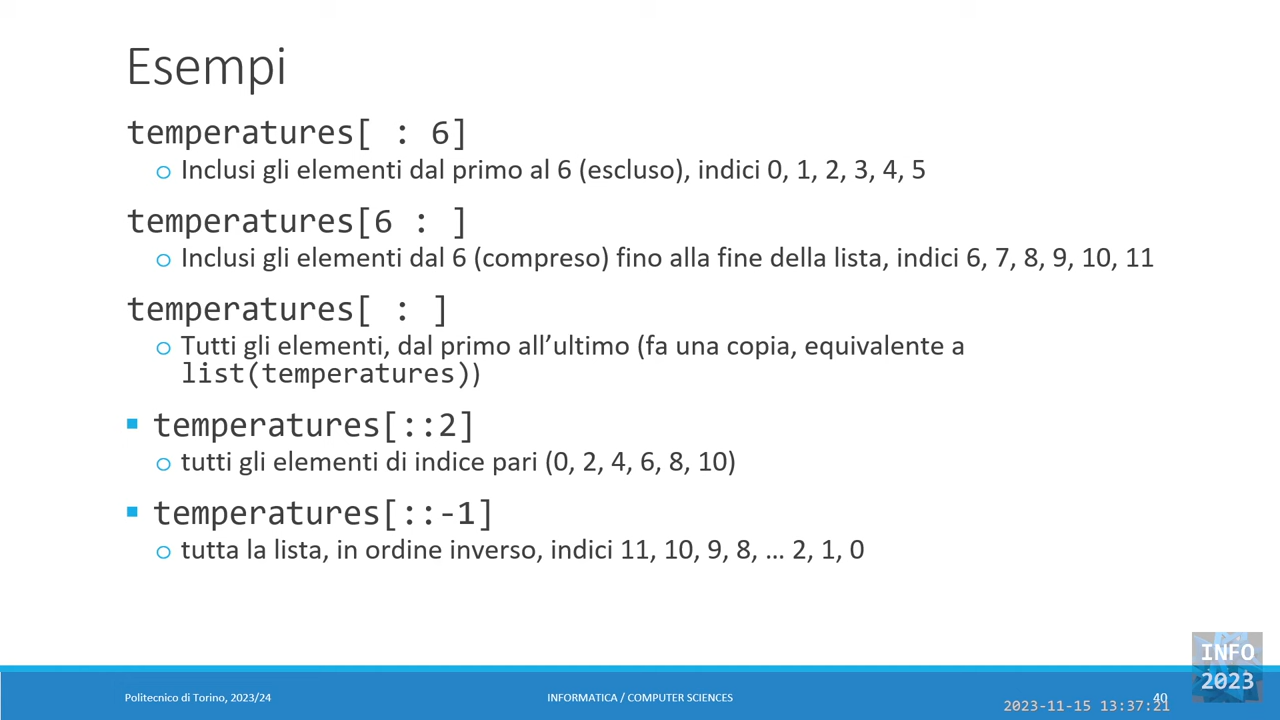 Esempi
temperatures[ : 6]
o Inclusi gli elementi dal primo al 6 (escluso), indici 0, 1, 2, 3, 4, 5
temperatures[6 : ]
o Inclusi gli elementi dal 6 (compreso) fino alla fine della lista, indici 6, 7, 8, 9, 10, 11
temperatures[ : ]
o Tutti gli elementi, dal primo all’ultimo (fa una copia, equivalente a
list(temperatures))
▪ temperatures[::2]
o tutti gli elementi di indice pari (0, 2, 4, 6, 8, 10)
▪ temperatures[::-1]
o tutta la lista, in ordine inverso, indici 11, 10, 9, 8, … 2, 1, 0
INFO
2023
Politecnico di Torino, 2023/24
INFORMATICA / COMPUTER SCIENCES
40
2023-11-15 13:37:21